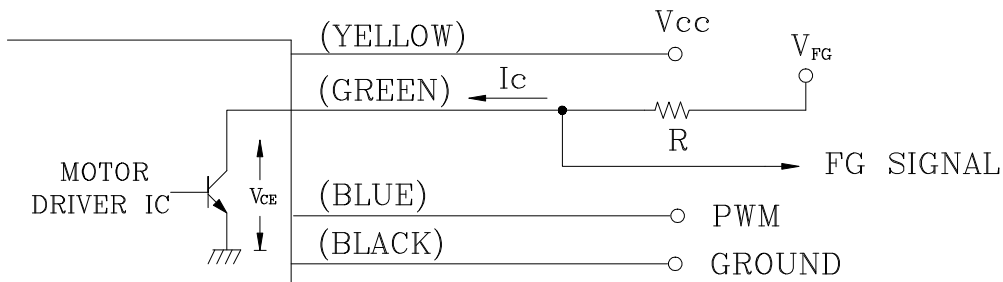 (YELLOW)
Vcc
VFG
(GREEN)
Ic
R
FG SIGNAL
MOTOR
DRIVER IC
VCE
(BLUE)
PWM
(BLACK)
GROUND